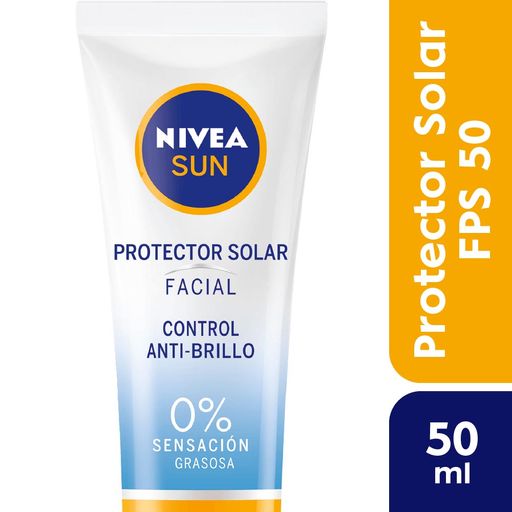 NIVEA
SUN
PROTECTOR SOLAR
FACIAL
CONTROL
ANTI-BRILLO
0%
SENSACIÓN
GRASOSA
Protector Solar
FPS 50
50
ml